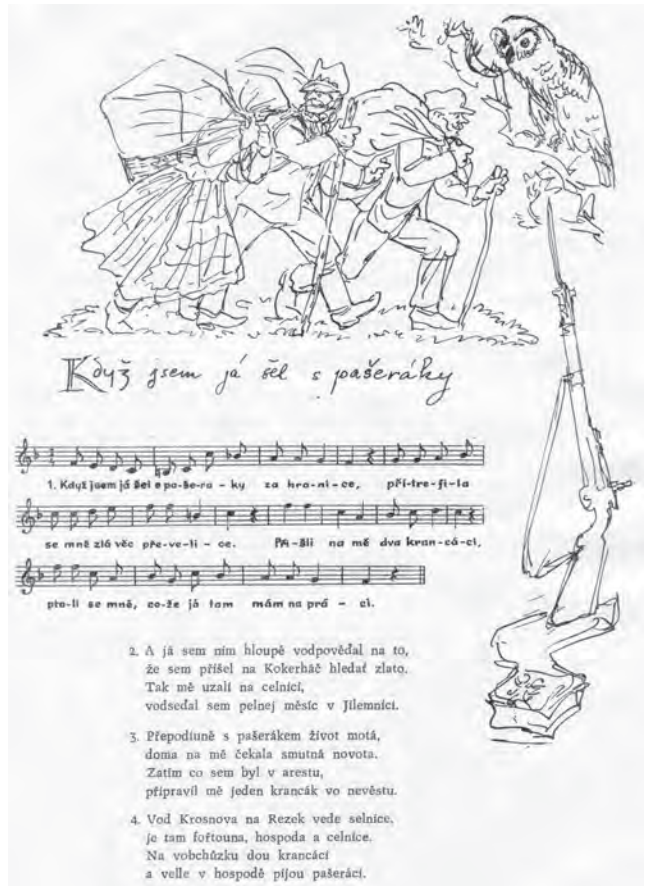 Když jsem já šel s pašeráky
1. Když jsem já šel s pa-še-rá - ky za hra-ni-ce, při-tre-fi-la
se mně zlá věc pře-ve-li - ce. Při-šli na mě dva kran-cá-ci,
pta-li se mně, co-že já tam mám na prá - ci.
2. A já sem ním hloupě vodpověďal na to,
že sem přišel na Kokerháč hledať zlato.
Tak mě uzali na celnici,
vodseďal sem pelnej měsíc v Jilemnici.
3. Přepodiuně s pašerákem život motá,
doma na mě čekala smutná novota.
Zatím co sem byl v arestu,
připravil mě jeden krancák vo nevěstu.
4. Vod Krosnova na Rezek vede selnice,
je tam fořtouna, hospoda a celnice.
Na vobchůzku dou krancáci
a velle v hospodě pijou pašeráci.